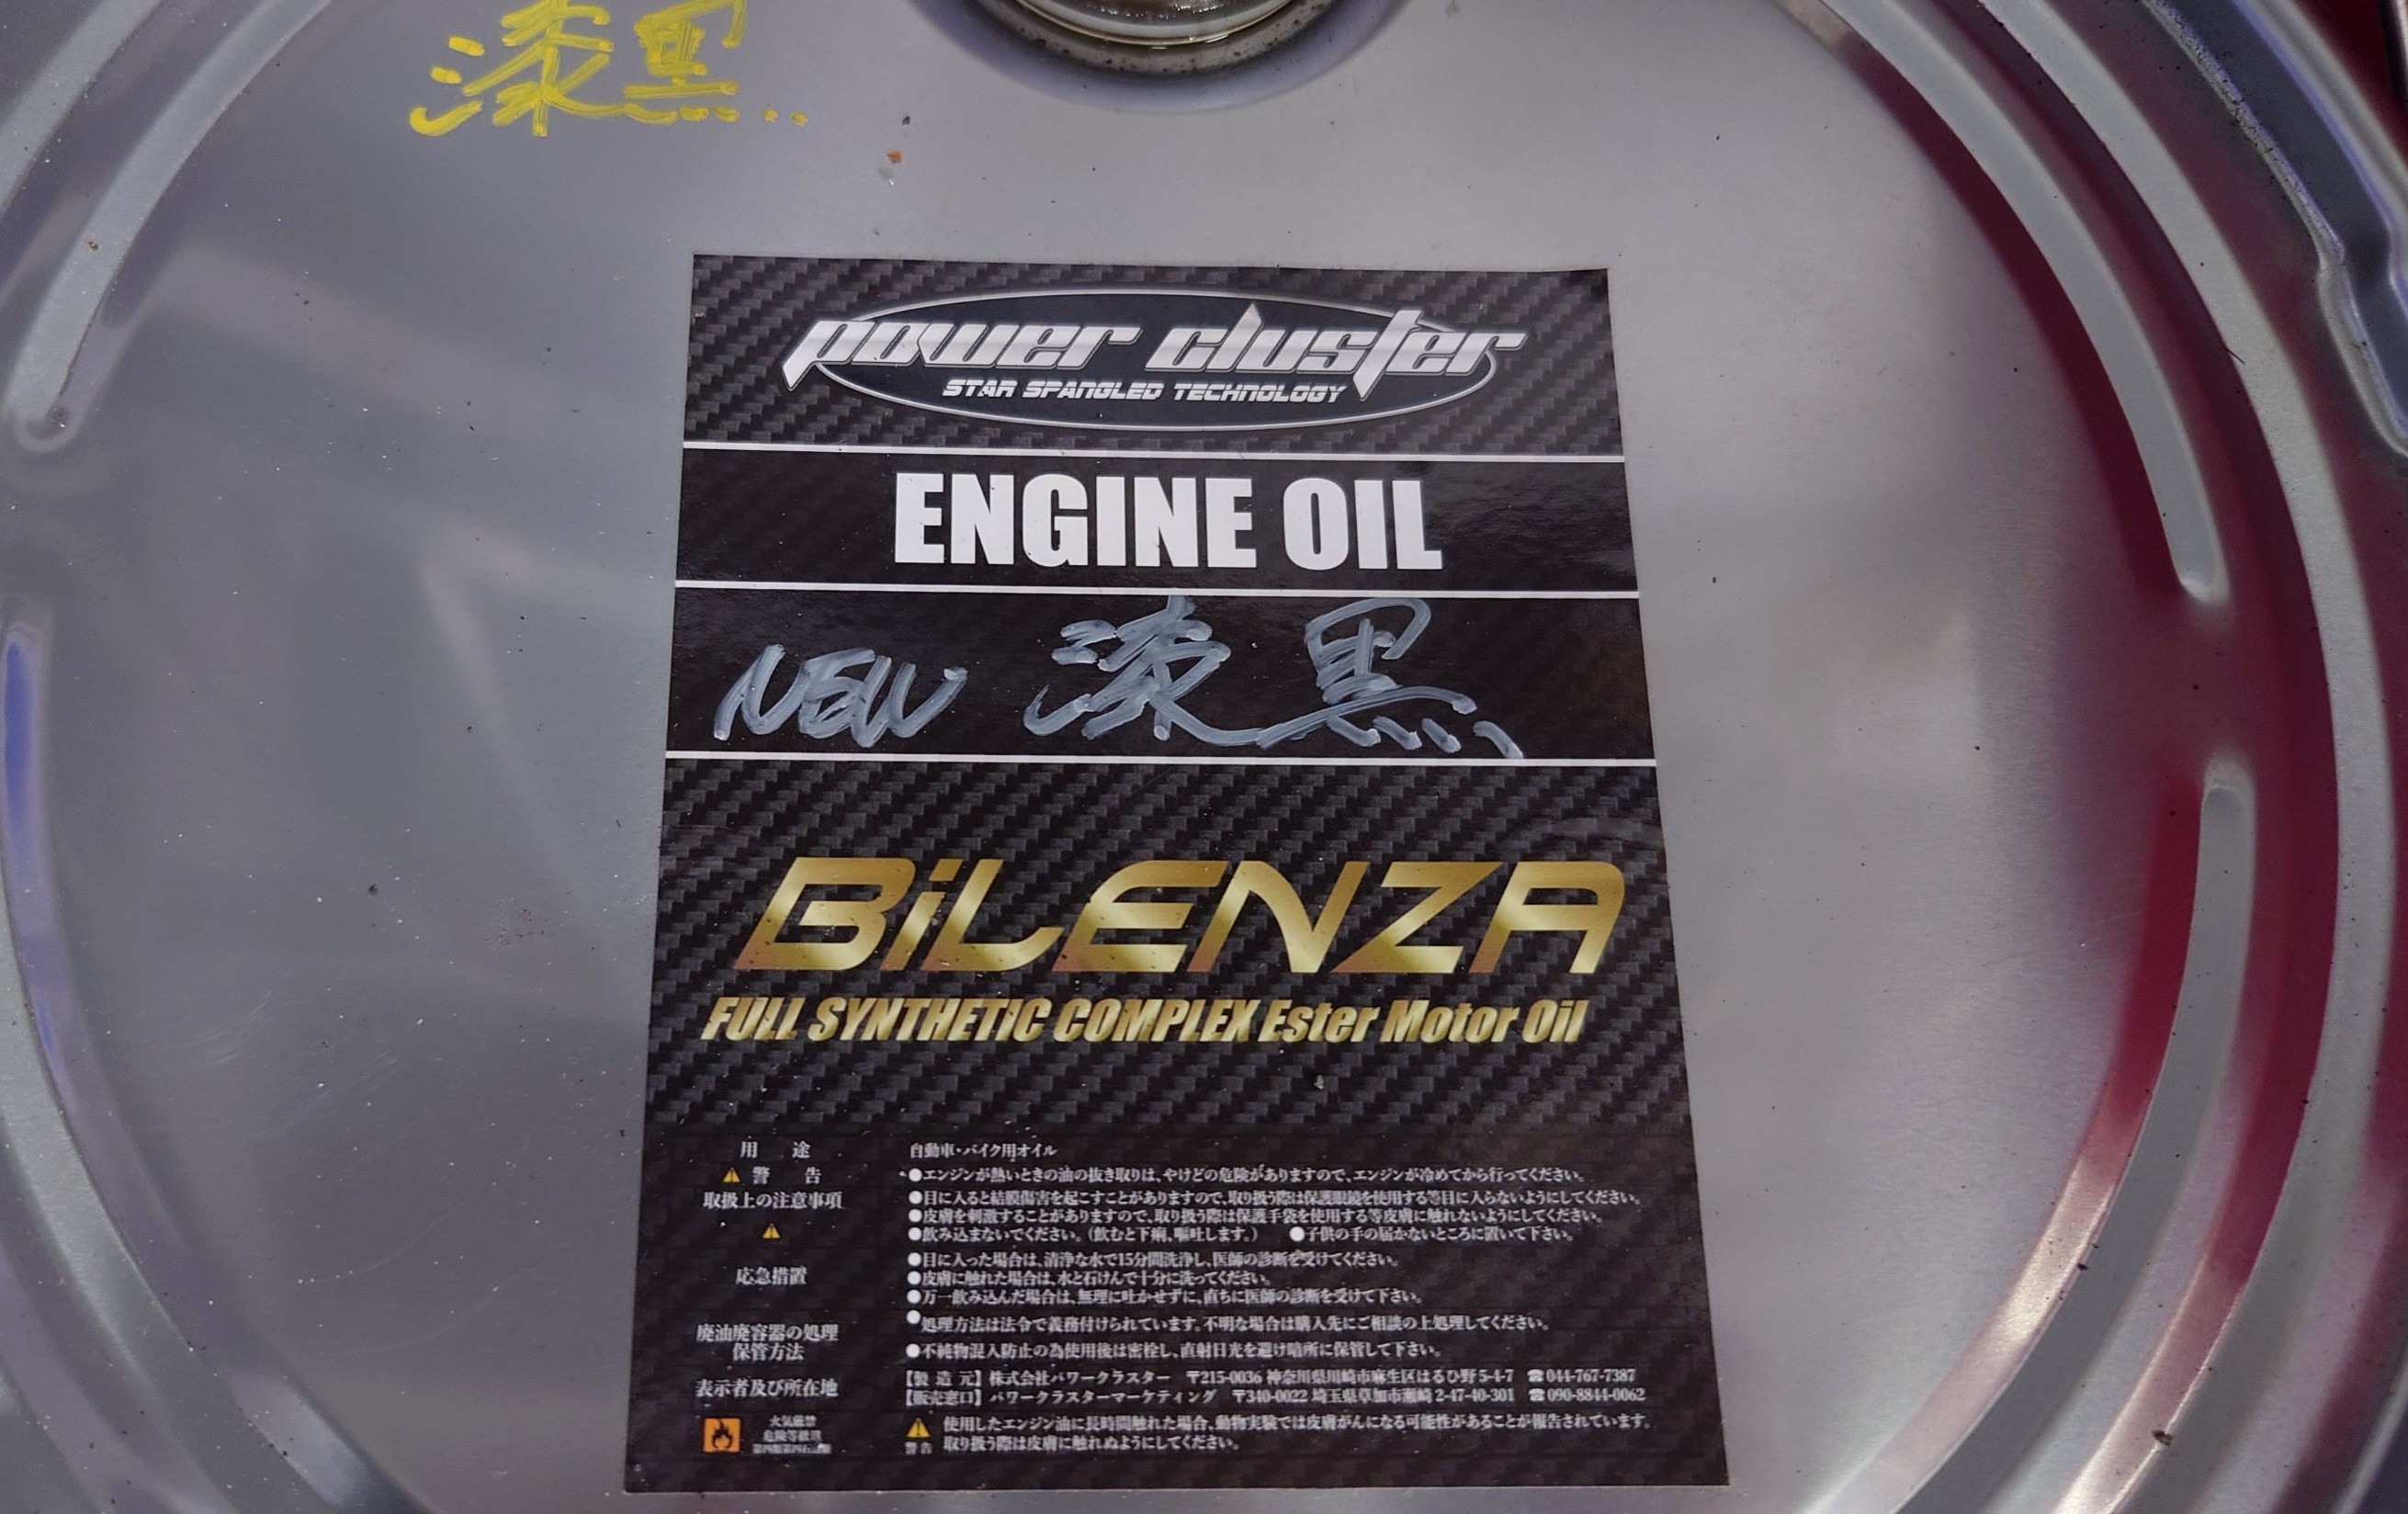 漆黒
power cluster
STAR SPANGLED TECHNOLOGY
ENGINE OIL
NEW 漆黒
BiLENZA
FULL SYNTHETIC COMPLEX Ester Motor Oil
用 途 自動車・バイク用オイル
警 告 ●エンジンが熱いときの油の抜き取りは、やけどの危険がありますので、エンジンが冷めてから行ってください。
取扱上の注意事項 ●目に入ると結膜傷害を起こすことがありますので、取り扱う際は保護眼鏡を使用する等目に入らないようにしてください。
●皮膚を刺激することがありますので、取り扱う際は保護手袋を使用する等皮膚に触れないようにしてください。
●飲み込まないでください。(飲むと下痢、嘔吐します。) ●子供の手の届かないところに置いて下さい。
●目に入った場合は、清浄な水で15分間洗浄し、医師の診断を受けてください。
応急措置 ●皮膚に触れた場合は、水と石けんで十分に洗ってください。
●万一飲み込んだ場合は、無理に吐かせずに、直ちに医師の診断を受けて下さい。
廃油廃容器の処理 ●処理方法は法令で義務付けられています。不明な場合は購入先にご相談の上処理してください。
保管方法 ●不純物混入防止の為使用後は密栓し、直射日光を避け暗所に保管して下さい。
表示者及び所在地 【製 造 元】 株式会社パワークラスター 〒215-0036 神奈川県川崎市麻生区はるひ野 5-4-7 ☎044-767-7387
【販売窓口】 パワークラスターマーケティング 〒340-0022 埼玉県草加市瀬崎 2-47-40-301 ☎090-8844-0062
火気厳禁
危険等級Ⅲ
警告 使用したエンジン油に長時間触れた場合、動物実験では皮膚がんになる可能性があることが報告されています。
取り扱う際は皮膚に触れぬようにしてください。